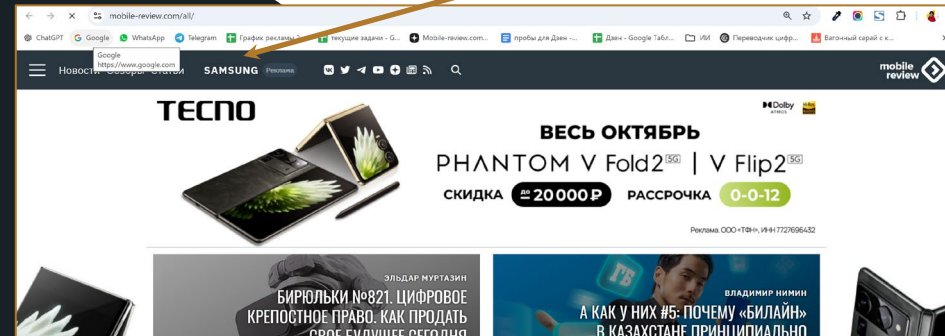 mobile-review.com/all/
ChatGPT Google WhatsApp Telegram График рекламы 2... текущие задачи - G... Mobile-review.com... пробы для Дзен -... Дзен - Google Табл... ИИ Переводчик цифр... Вагонный сарай с к...
Google
https://www.google.com
Новости Обзоры Статьи SAMSUNG Реклама
mobile
review
TECNO
Dolby
ATMOS
ВЕСЬ ОКТЯБРЬ
PHANTOM V Fold2 5G | V Flip2 5G
СКИДКА ДО 20 000 ₽ РАССРОЧКА 0-0-12
Реклама. ООО «ТФН», ИНН 7727696432
ЭЛЬДАР МУРТАЗИН
БИРЮЛЬКИ №821. ЦИФРОВОЕ
КРЕПОСТНОЕ ПРАВО. КАК ПРОДАТЬ
СВОЕ БУДУЩЕЕ СЕГОДНЯ
ВЛАДИМИР НИМИН
А КАК У НИХ #5: ПОЧЕМУ «БИЛАЙН»
В КАЗАХСТАНЕ ПРИНЦИПИАЛЬНО